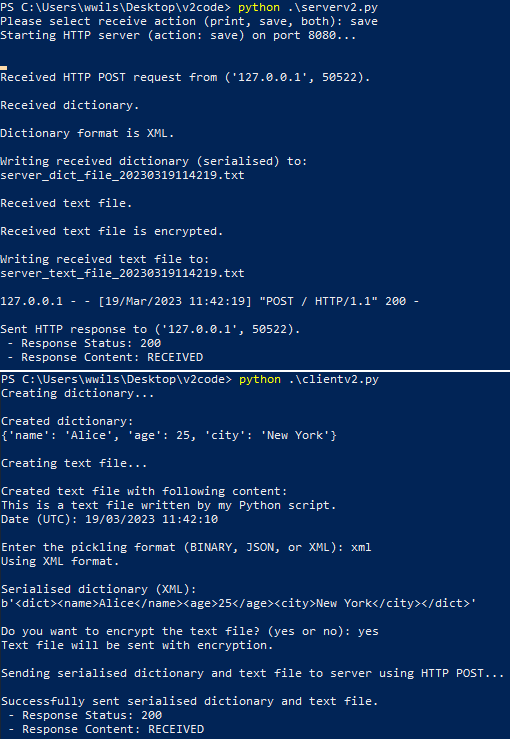 PS C:\Users\wwils\Desktop\v2code> python .\serverv2.py
Please select receive action (print, save, both): save
Starting HTTP server (action: save) on port 8080...
Received HTTP POST request from ('127.0.0.1', 50522).
Received dictionary.
Dictionary format is XML.
Writing received dictionary (serialised) to:
server_dict_file_20230319114219.txt
Received text file.
Received text file is encrypted.
Writing received text file to:
server_text_file_20230319114219.txt
127.0.0.1 - - [19/Mar/2023 11:42:19] "POST / HTTP/1.1" 200 -
Sent HTTP response to ('127.0.0.1', 50522).
- Response Status: 200
- Response Content: RECEIVED
PS C:\Users\wwils\Desktop\v2code> python .\clientv2.py
Creating dictionary...
Created dictionary:
{'name': 'Alice', 'age': 25, 'city': 'New York'}
Creating text file...
Created text file with following content:
This is a text file written by my Python script.
Date (UTC): 19/03/2023 11:42:10
Enter the pickling format (BINARY, JSON, or XML): xml
Using XML format.
Serialised dictionary (XML):
b'<dict><name>Alice</name><age>25</age><city>New York</city></dict>'
Do you want to encrypt the text file? (yes or no): yes
Text file will be sent with encryption.
Sending serialised dictionary and text file to server using HTTP POST...
Successfully sent serialised dictionary and text file.
- Response Status: 200
- Response Content: RECEIVED